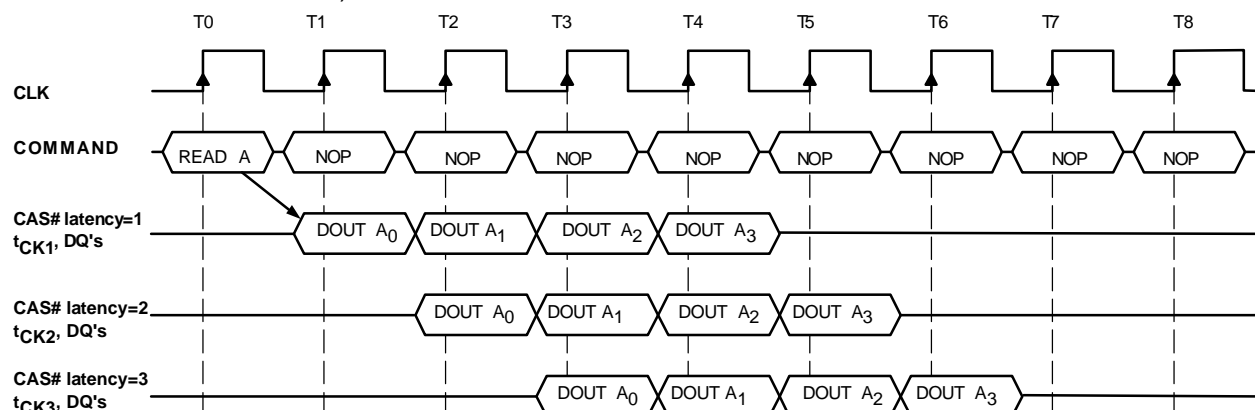 T0 T1 T2 T3 T4 T5 T6 T7 T8
CLK
COMMAND READ A NOP NOP NOP NOP NOP NOP NOP NOP
CAS# latency=1
tCK1, DQ's
DOUT A0 DOUT A1 DOUT A2 DOUT A3
CAS# latency=2
tCK2, DQ's
DOUT A0 DOUT A1 DOUT A2 DOUT A3
CAS# latency=3
tCK3, DQ's
DOUT A0 DOUT A1 DOUT A2 DOUT A3